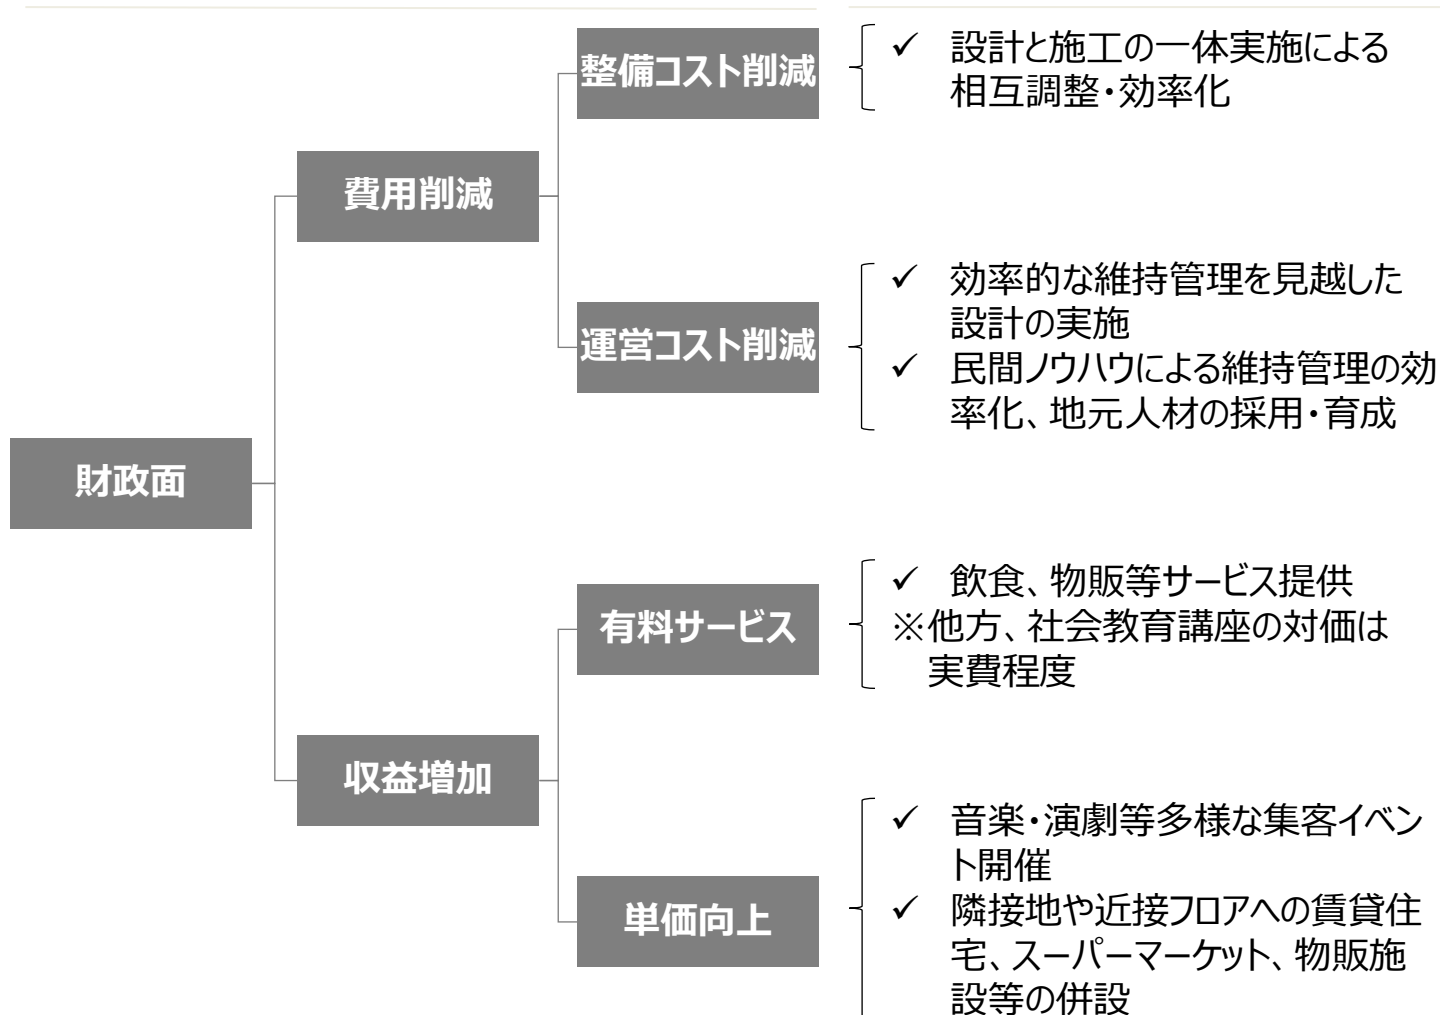 整備コスト削減
✓ 設計と施工の一体実施による
相互調整・効率化
費用削減
✓ 効率的な維持管理を見越した
設計の実施
運営コスト削減
✓ 民間ノウハウによる維持管理の効
率化、地元人材の採用・育成
財政面
✓ 飲食、物販等サービス提供
有料サービス
※他方、社会教育講座の対価は
実費程度
収益増加
✓ 音楽・演劇等多様な集客イベン
ト開催
単価向上
✓ 隣接地や近接フロアへの賃貸住
宅、スーパーマーケット、物販施
設等の併設